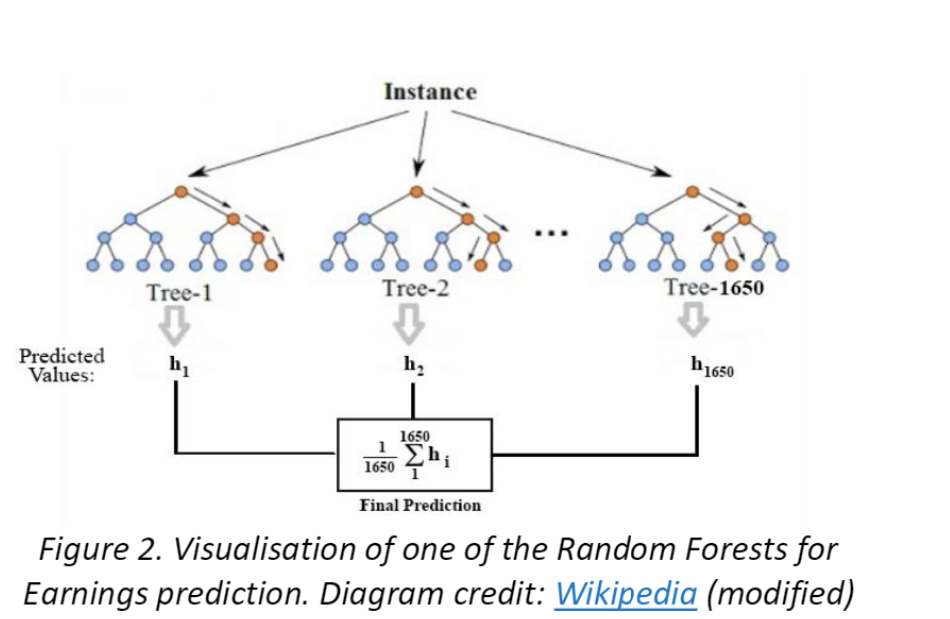 Instance
...
Tree-1 Tree-2 Tree-1650
Predicted
Values:
h1 h2 h1650
1650
1/1650 Σ hi
1
Final Prediction
Figure 2. Visualisation of one of the Random Forests for
Earnings prediction. Diagram credit: Wikipedia (modified)